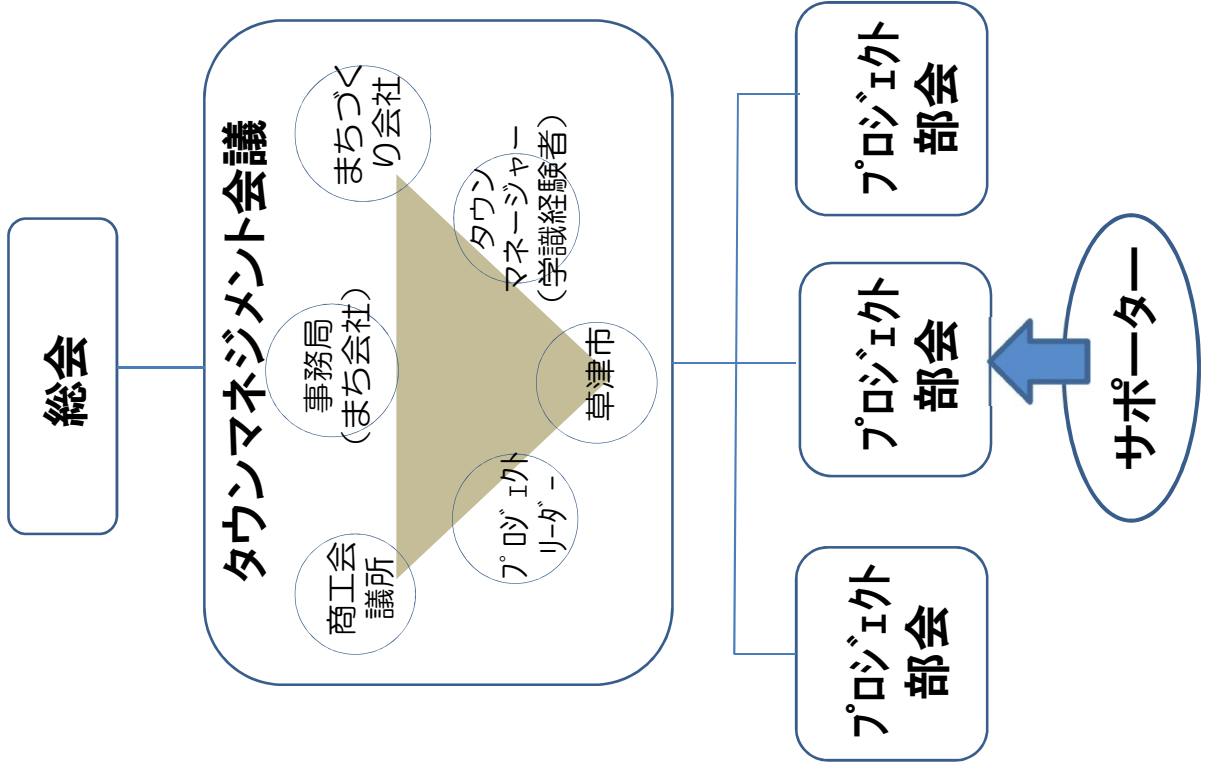 総会
タウンマネジメント会議
商工会
議所
事務局
(まち会社)
まちづく
り会社
ﾌﾟﾛｼﾞｪｸﾄ
ﾘｰﾀﾞｰ
タウン
マネージャー
(学識経験者)
草津市
ﾌﾟﾛｼﾞｪｸﾄ
部会
ﾌﾟﾛｼﾞｪｸﾄ
部会
ﾌﾟﾛｼﾞｪｸﾄ
部会
サポーター